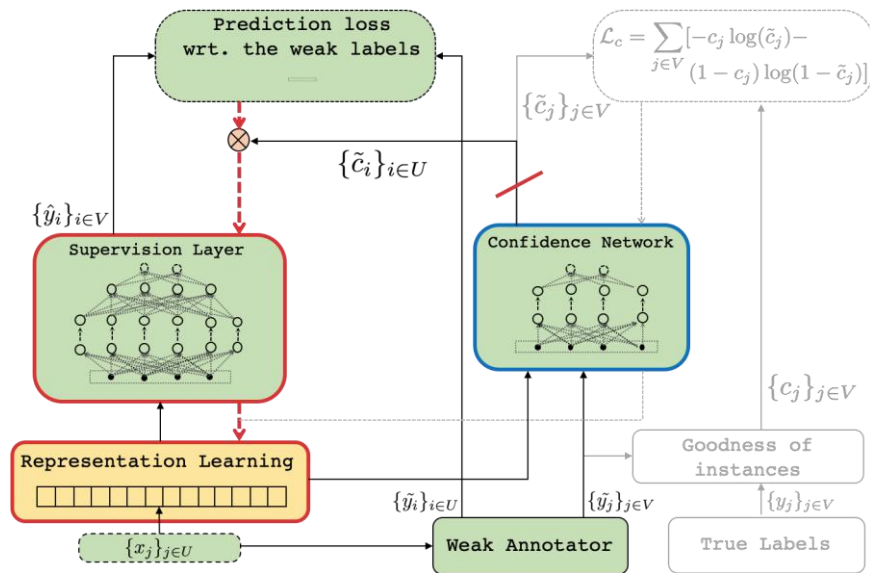 Prediction loss
wrt. the weak labels
$\mathcal{L}_c = \sum_{j \in V} [-c_j \log(\tilde{c}_j) -$
$(1 - c_j) \log(1 - \tilde{c}_j)]$
$\{\tilde{c}_j\}_{j \in V}$
$\{\tilde{c}_i\}_{i \in U}$
$\{\hat{y}_i\}_{i \in V}$
Supervision Layer
Confidence Network
$\{c_j\}_{j \in V}$
Representation Learning
Goodness of
instances
$\{\tilde{y}_i\}_{i \in U}$
$\{\tilde{y}_j\}_{j \in V}$
$\{y_j\}_{j \in V}$
$\{x_j\}_{j \in U}$
Weak Annotator
True Labels